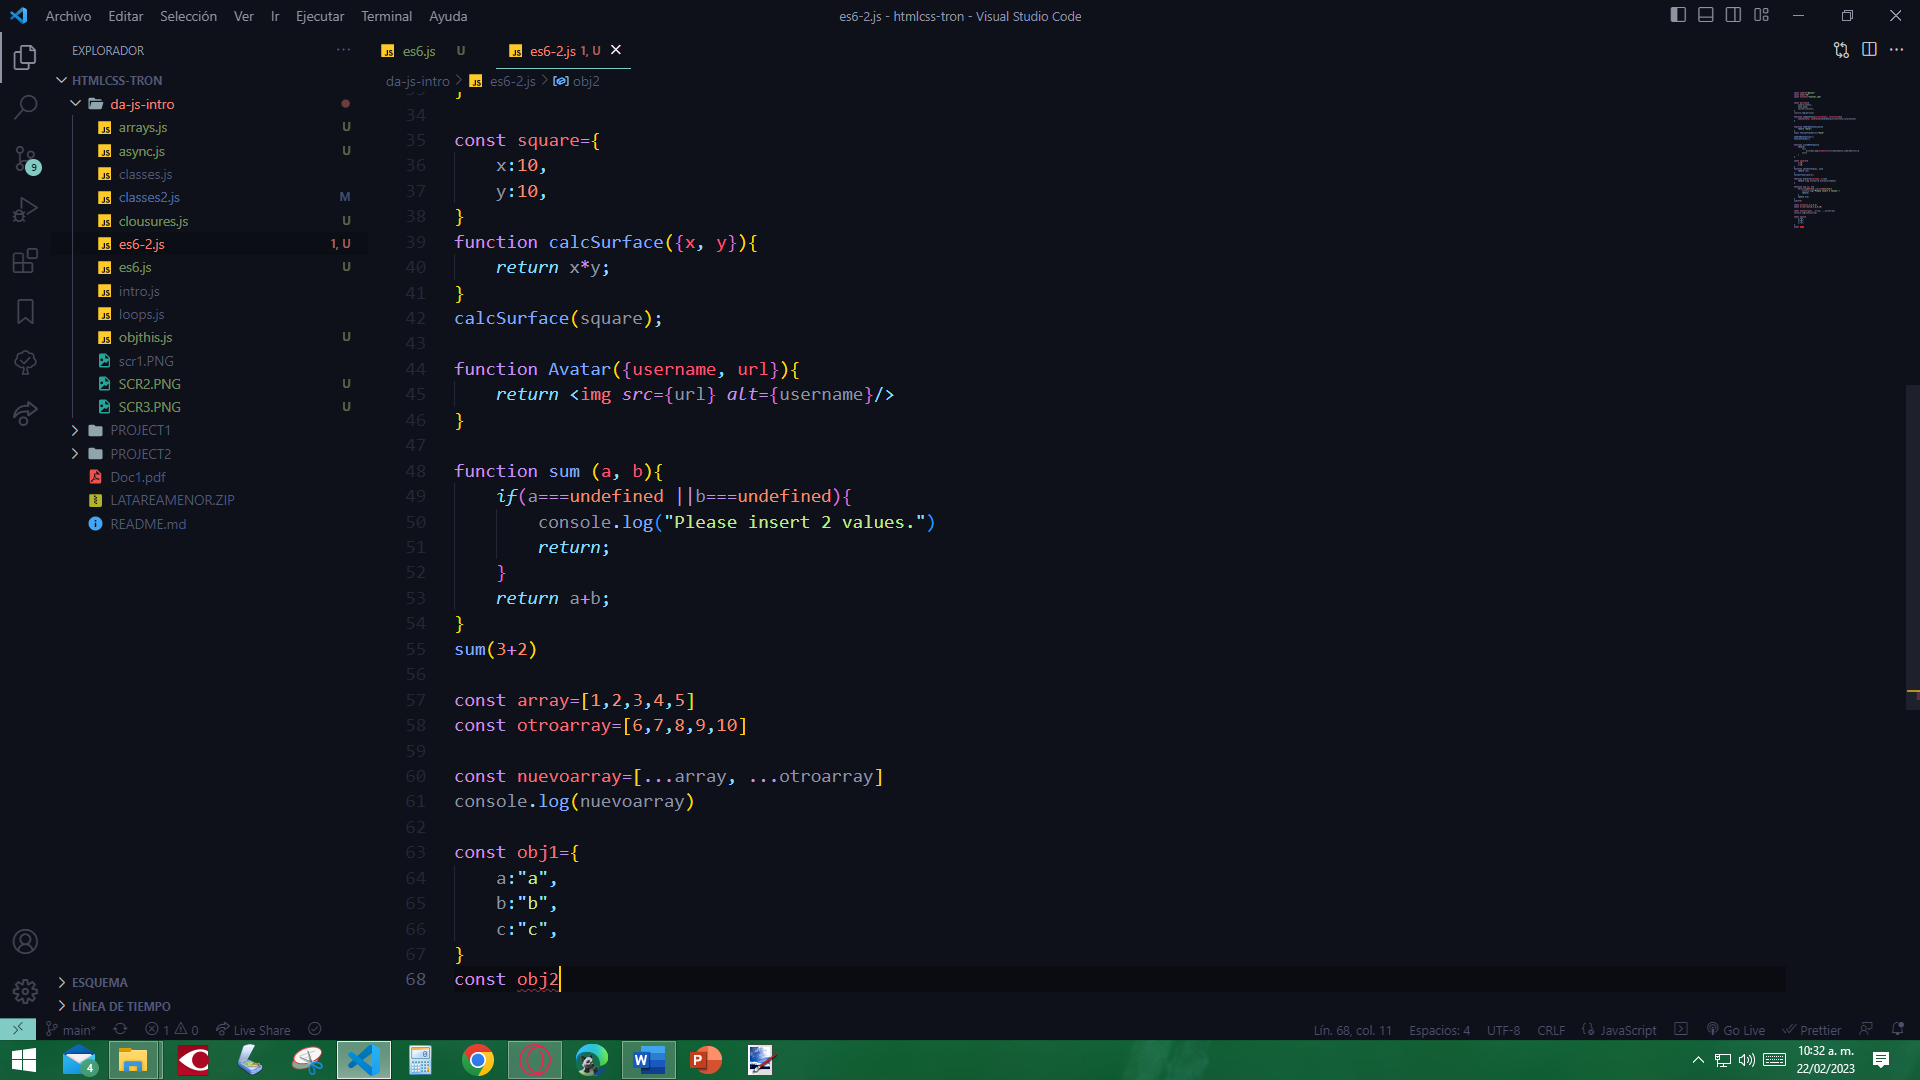 Archivo Editar Selección Ver Ir Ejecutar Terminal Ayuda es6-2.js - htmlcss-tron - Visual Studio Code
EXPLORADOR
HTMLCSS-TRON
da-js-intro
arrays.js U
async.js U
classes.js
classes2.js M
clousures.js U
es6-2.js 1, U
es6.js U
intro.js
loops.js
objthis.js U
scr1.PNG
SCR2.PNG U
SCR3.PNG U
PROJECT1
PROJECT2
Doc1.pdf
LATAREAMENOR.ZIP
README.md
ESQUEMA
LÍNEA DE TIEMPO
9
es6.js U es6-2.js 1, U
da-js-intro > es6-2.js > obj2
33 }
34
35 const square={
36 x:10,
37 y:10,
38 }
39 function calcSurface({x, y}){
40 return x*y;
41 }
42 calcSurface(square);
43
44 function Avatar({username, url}){
45 return <img src={url} alt={username}/>
46 }
47
48 function sum (a, b){
49 if(a===undefined ||b===undefined){
50 console.log("Please insert 2 values.")
51 return;
52 }
53 return a+b;
54 }
55 sum(3+2)
56
57 const array=[1,2,3,4,5]
58 const otroarray=[6,7,8,9,10]
59
60 const nuevoarray=[...array, ...otroarray]
61 console.log(nuevoarray)
62
63 const obj1={
64 a:"a",
65 b:"b",
66 c:"c",
67 }
68 const obj2
main* 1 0 Live Share Lín. 68, col. 11 Espacios: 4 UTF-8 CRLF JavaScript Go Live Prettier
4 10:32 a. m.
22/02/2023